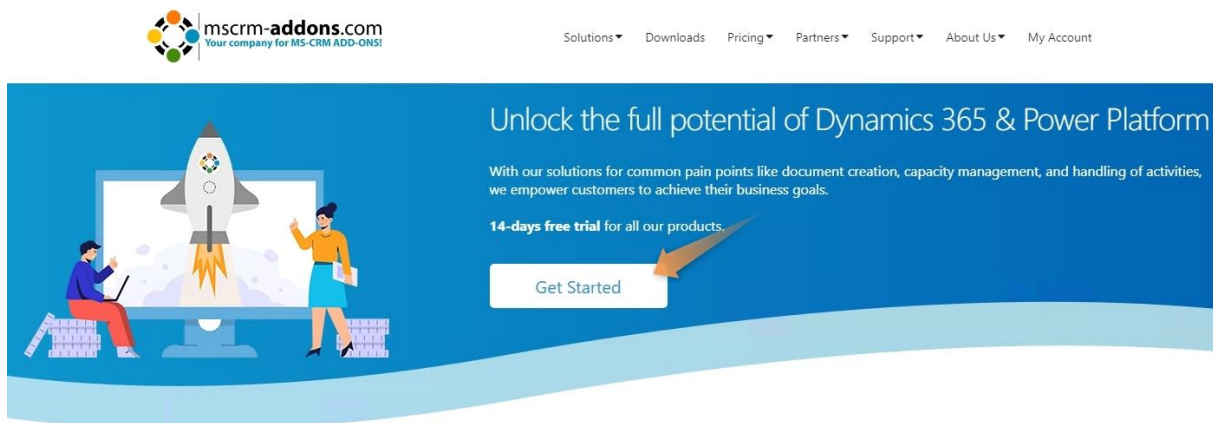 mscrm-addons.com
Your company for MS-CRM ADD-ONS!
Solutions Downloads Pricing Partners Support About Us My Account
Unlock the full potential of Dynamics 365 & Power Platform
With our solutions for common pain points like document creation, capacity management, and handling of activities,
we empower customers to achieve their business goals.
14-days free trial for all our products.
Get Started